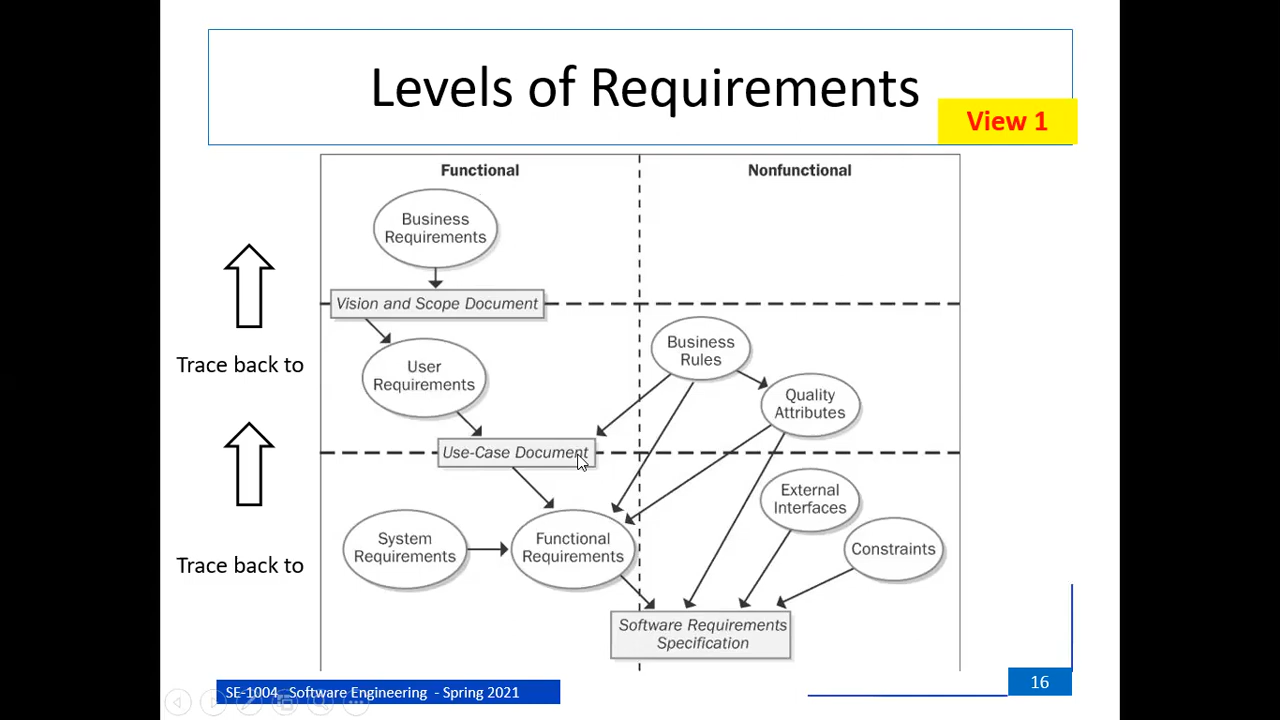 Levels of Requirements
View 1
Functional
Nonfunctional
Business
Requirements
Vision and Scope Document
Trace back to
User
Requirements
Business
Rules
Quality
Attributes
Use-Case Document
External
Interfaces
System
Requirements
Functional
Requirements
Constraints
Trace back to
Software Requirements
Specification
SE-1004 Software Engineering - Spring 2021
16